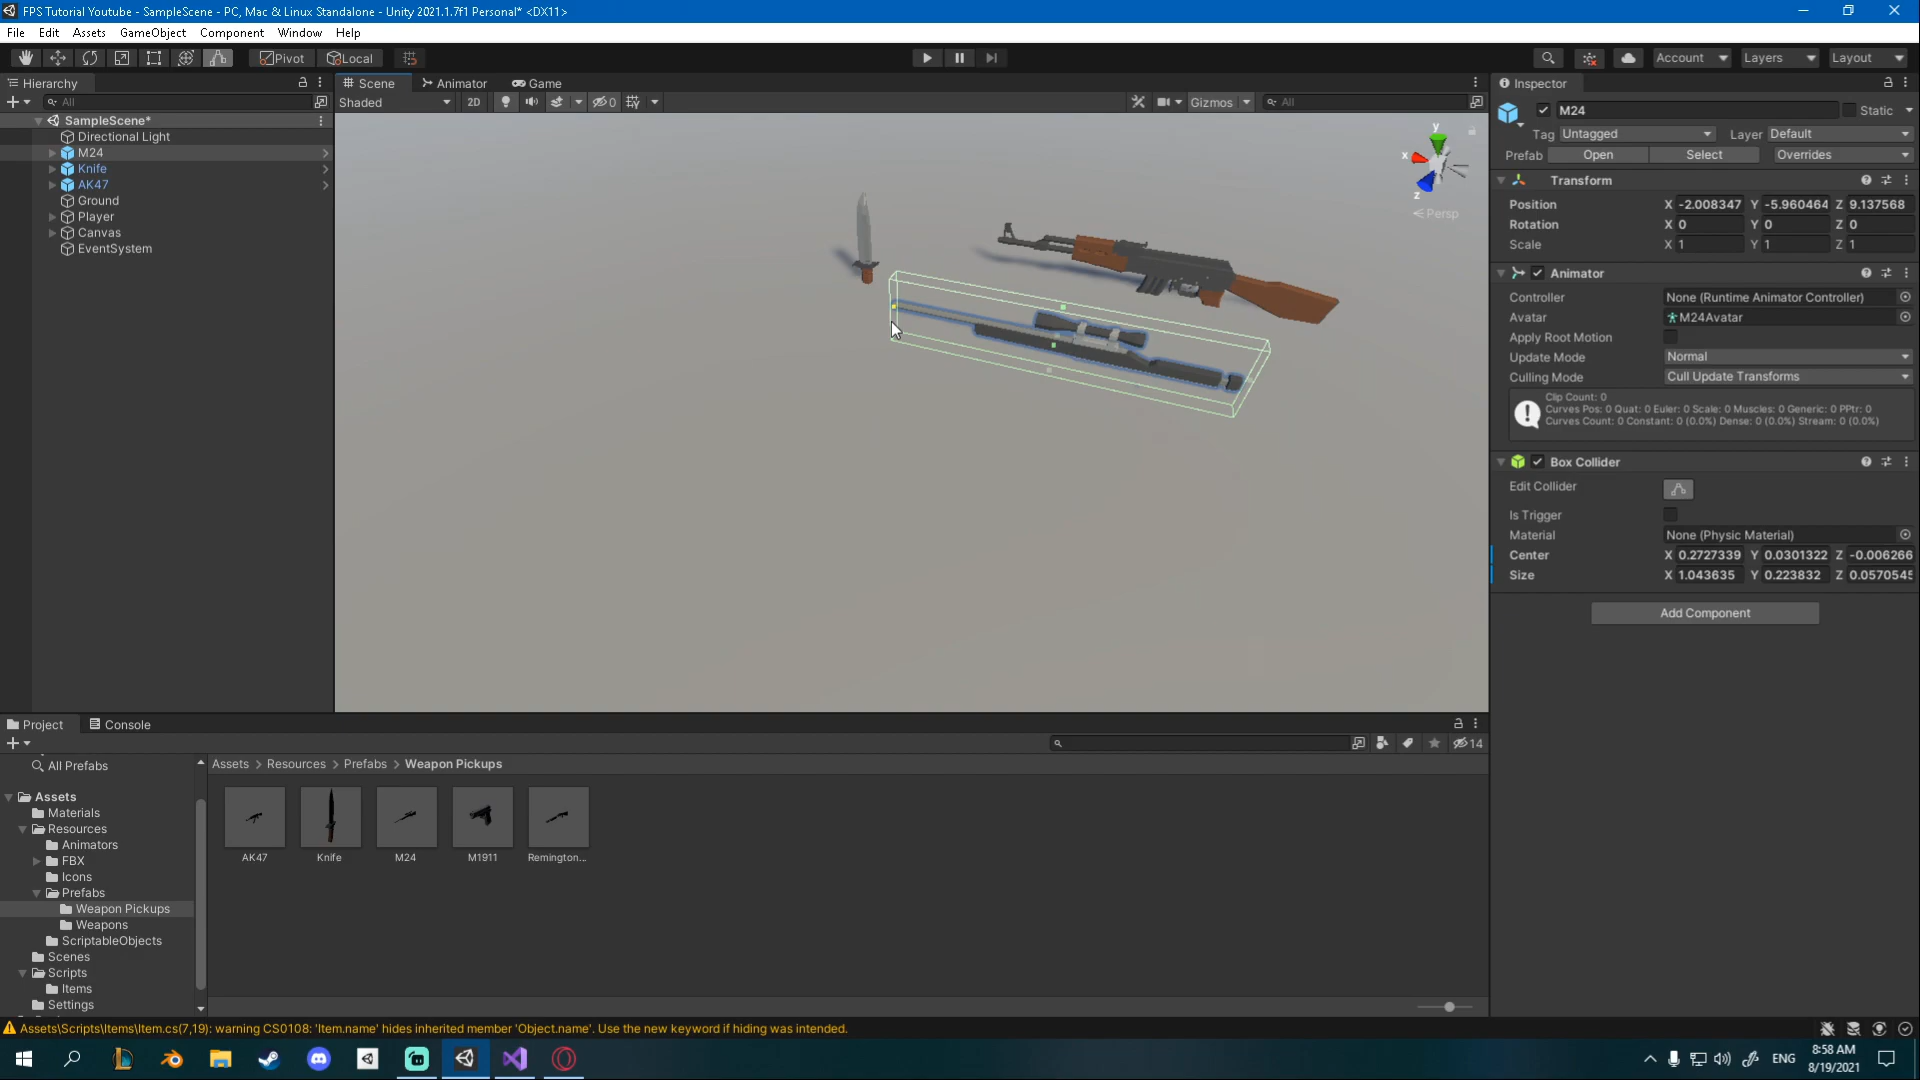 FPS Tutorial Youtube - SampleScene - PC, Mac & Linux Standalone - Unity 2021.1.7f1 Personal* <DX11>
File Edit Assets GameObject Component Window Help
Pivot Local Account Layers Layout
Hierarchy
All
SampleScene*
Directional Light
M24
Knife
AK47
Ground
Player
Canvas
EventSystem
Scene Animator Game
Shaded 2D 0 Gizmos All
y
x
z
Persp
Inspector
M24 Static
Tag Untagged Layer Default
Prefab Open Select Overrides
Transform
Position X -2.008347 Y -5.960464 Z 9.137568
Rotation X 0 Y 0 Z 0
Scale X 1 Y 1 Z 1
Animator
Controller None (Runtime Animator Controller)
Avatar M24Avatar
Apply Root Motion
Update Mode Normal
Culling Mode Cull Update Transforms
Clip Count: 0
Curves Pos: 0 Quat: 0 Euler: 0 Scale: 0 Muscles: 0 Generic: 0 PPtr: 0
Curves Count: 0 Constant: 0 (0.0%) Dense: 0 (0.0%) Stream: 0 (0.0%)
Box Collider
Edit Collider
Is Trigger
Material None (Physic Material)
Center X 0.2727339 Y 0.0301322 Z -0.006266
Size X 1.043635 Y 0.223832 Z 0.0570545
Add Component
Project Console
14
All Prefabs
Assets
Materials
Resources
Animators
FBX
Icons
Prefabs
Weapon Pickups
Weapons
ScriptableObjects
Scenes
Scripts
Items
Settings
Assets > Resources > Prefabs > Weapon Pickups
AK47 Knife M24 M1911 Remington...
Assets\Scripts\Items\Item.cs(7,19): warning CS0108: 'Item.name' hides inherited member 'Object.name'. Use the new keyword if hiding was intended.
ENG
8:58 AM
8/19/2021